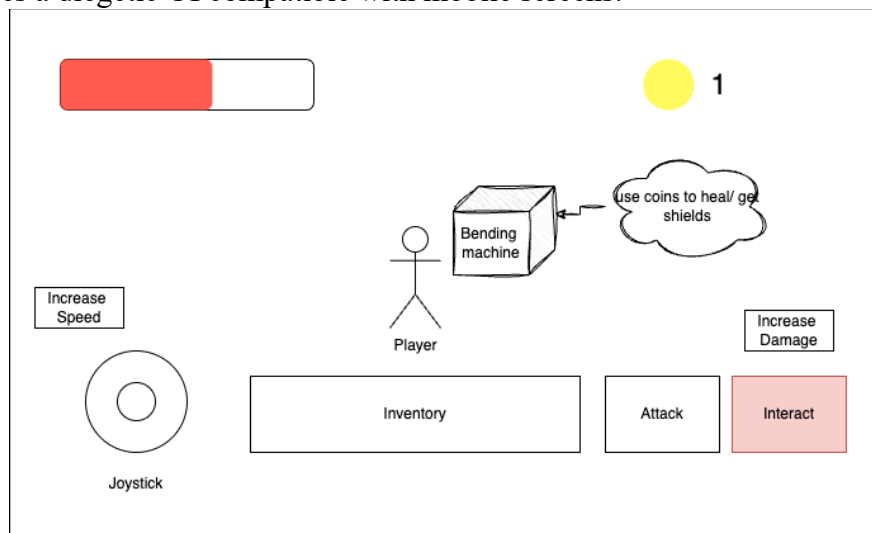 1
use coins to heal/ get
shields
Bending
machine
Increase
Speed
Player
Increase
Damage
Inventory
Attack
Interact
Joystick